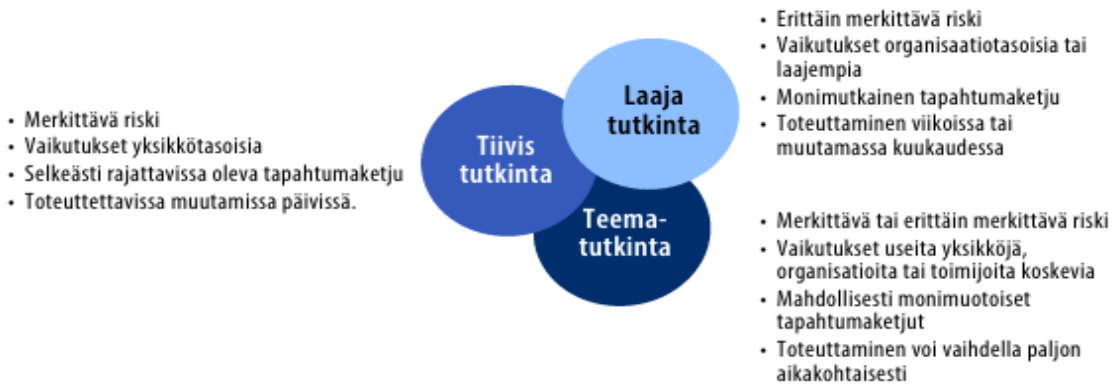 • Merkittävä riski
• Vaikutukset yksikkötasoisia
• Selkeästi rajattavissa oleva tapahtumaketju
• Toteuttettavissa muutamissa päivissä.
Tiivis
tutkinta
Laaja
tutkinta
• Erittäin merkittävä riski
• Vaikutukset organisaatiotasoisia tai
laajempia
• Monimutkainen tapahtumaketju
• Toteuttaminen viikoissa tai
muutamassa kuukaudessa
Teema-
tutkinta
• Merkittävä tai erittäin merkittävä riski
• Vaikutukset useita yksikköjä,
organisatioita tai toimijoita koskevia
• Mahdollisesti monimuotoiset
tapahtumaketjut
• Toteuttaminen voi vaihdella paljon
aikakohtaisesti